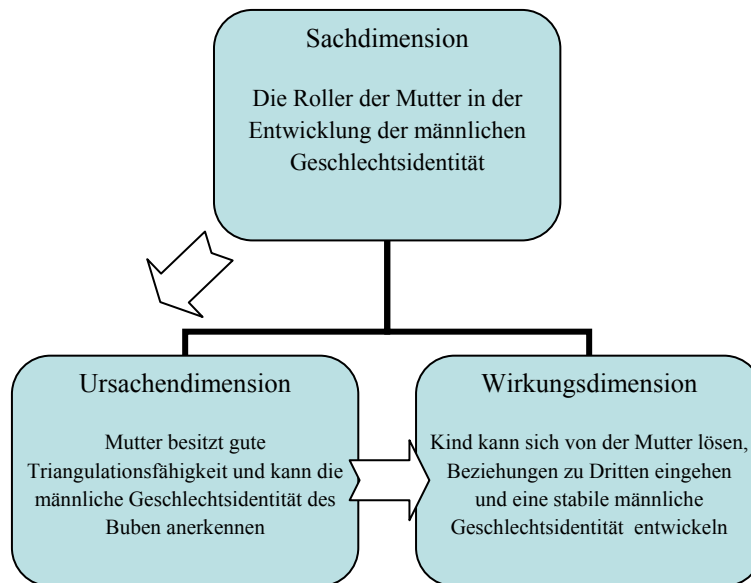 Sachdimension
Die Roller der Mutter in der
Entwicklung der männlichen
Geschlechtsidentität
Ursachendimension
Mutter besitzt gute
Triangulationsfähigkeit und kann die
männliche Geschlechtsidentität des
Buben anerkennen
Wirkungsdimension
Kind kann sich von der Mutter lösen,
Beziehungen zu Dritten eingehen
und eine stabile männliche
Geschlechtsidentität entwickeln